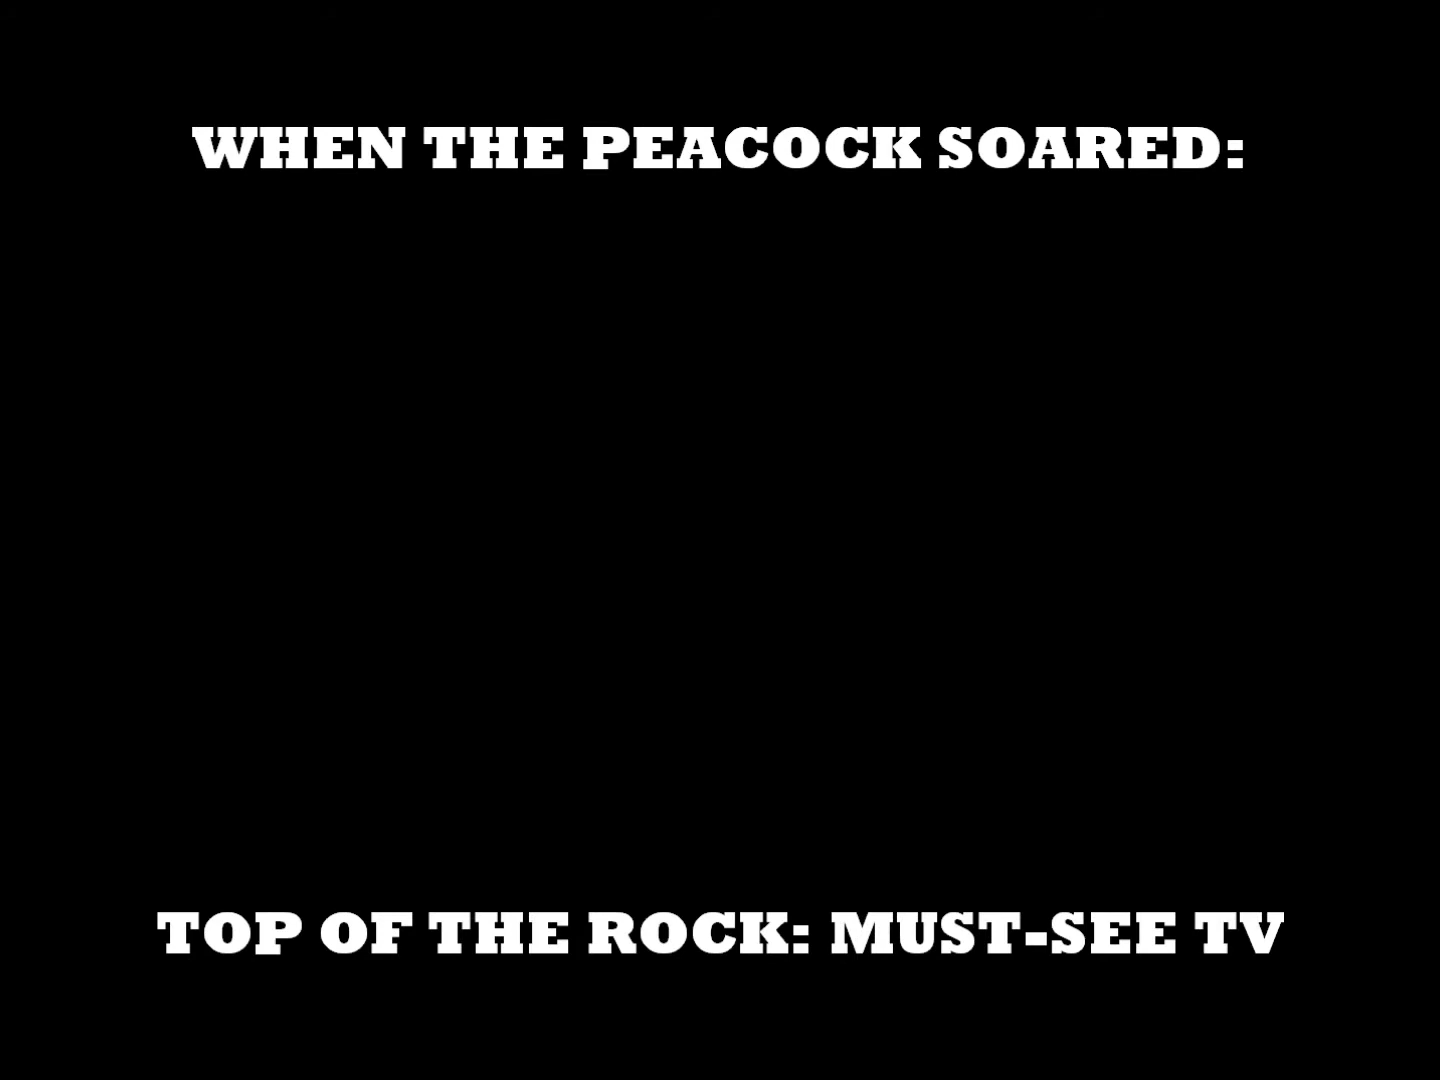 WHEN THE PEACOCK SOARED:
TOP OF THE ROCK: MUST-SEE TV